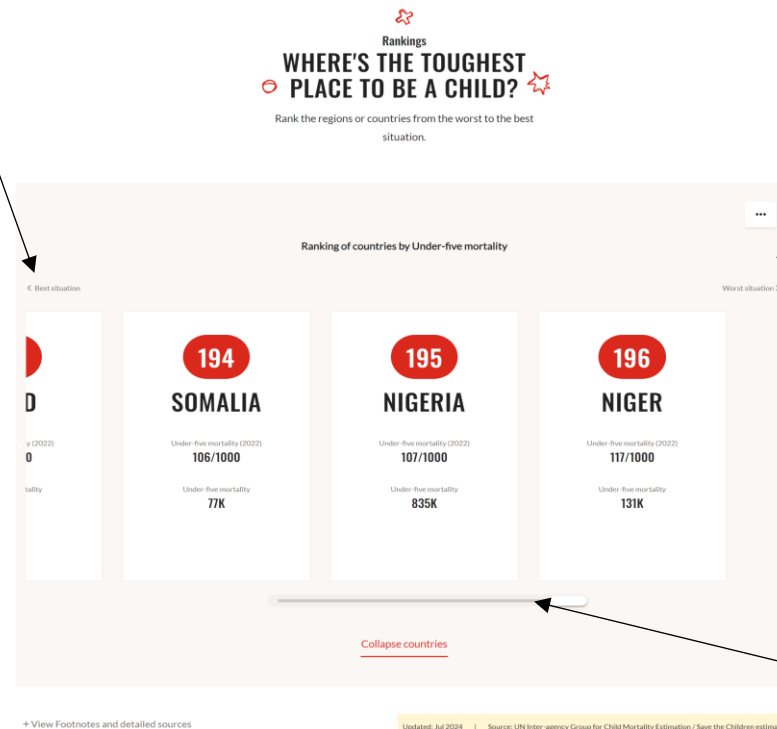 Rankings
WHERE'S THE TOUGHEST
PLACE TO BE A CHILD?
Rank the regions or countries from the worst to the best
situation.
...
Ranking of countries by Under-five mortality
< Best situation
Worst situation
D
y (2022)
0
tality
194
SOMALIA
Under-five mortality (2022)
106/1000
Under-five mortality
77K
195
NIGERIA
Under-five mortality (2022)
107/1000
Under-five mortality
835K
196
NIGER
Under-five mortality (2022)
117/1000
Under-five mortality
131K
Collapse countries
+ View Footnotes and detailed sources
Updated: Jul 2024 | Source: UN Inter-agency Group for Child Mortality Estimation / Save the Children estima